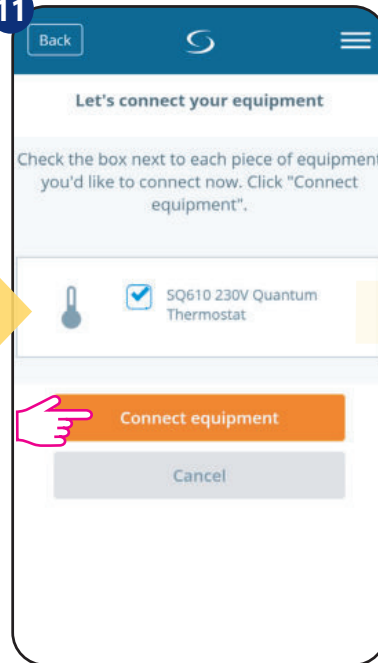 11
Back
Let's connect your equipment
Check the box next to each piece of equipment
you'd like to connect now. Click "Connect
equipment".
SQ610 230V Quantum
Thermostat
Connect equipment
Cancel